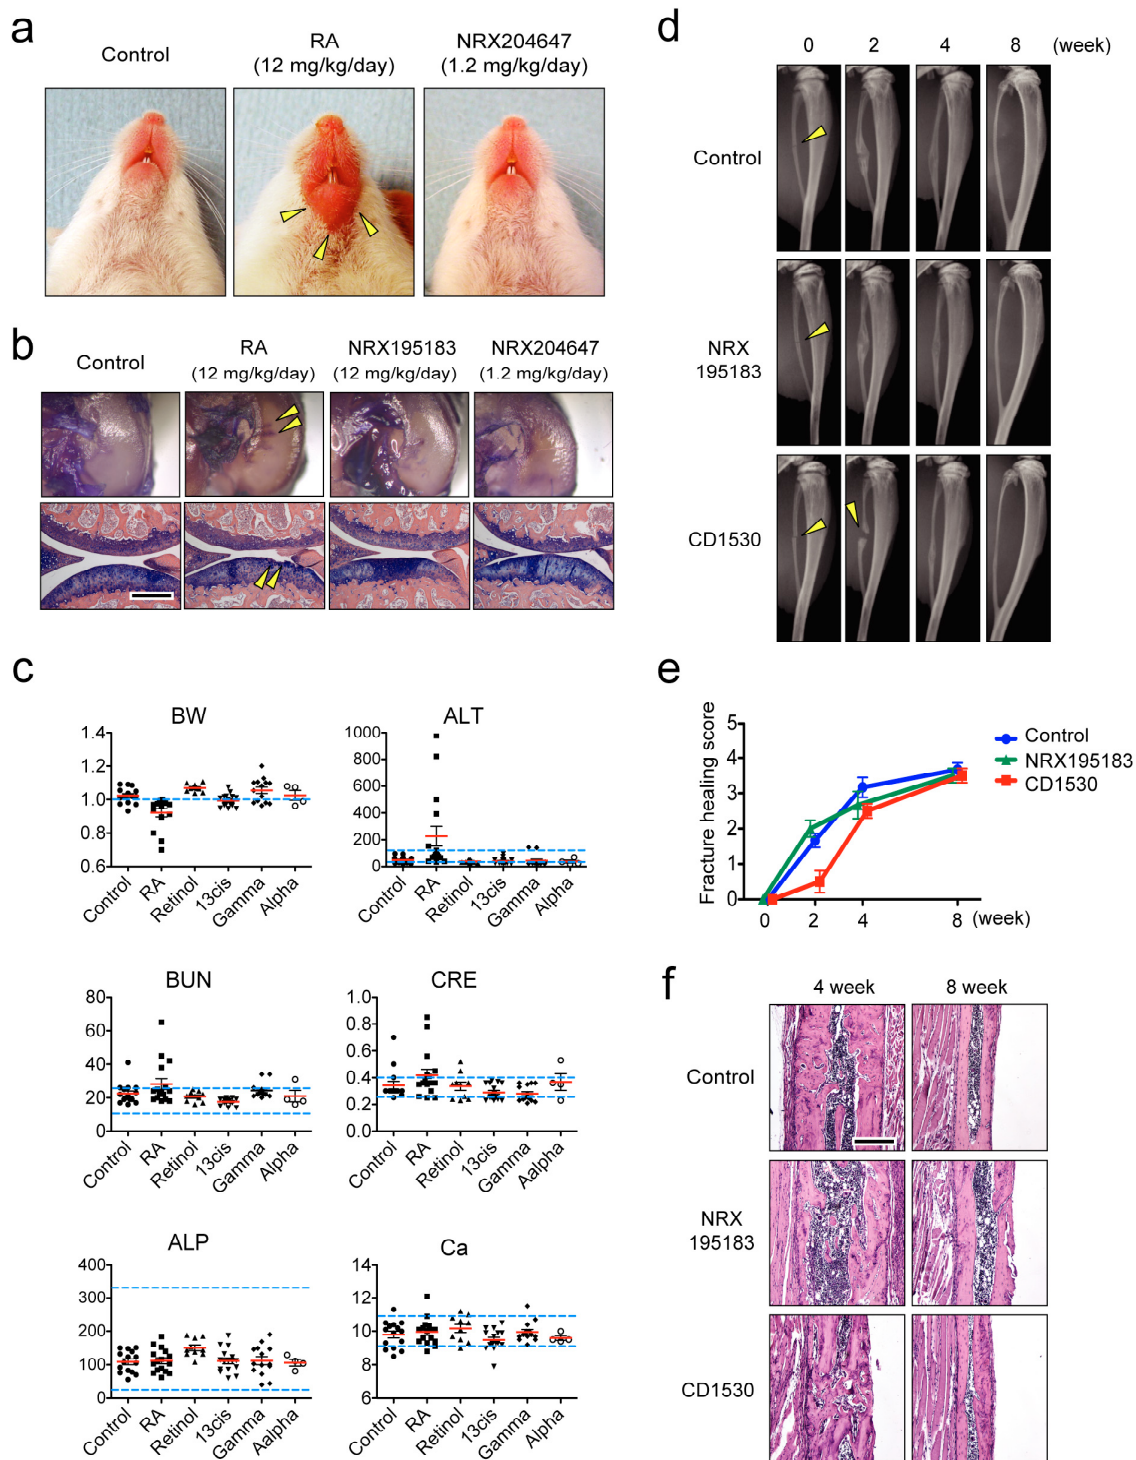 a
Control
RA
(12 mg/kg/day)
NRX204647
(1.2 mg/kg/day)
b
Control
RA
(12 mg/kg/day)
NRX195183
(12 mg/kg/day)
NRX204647
(1.2 mg/kg/day)
c
BW
1.4
1.2
1.0
0.8
0.6
Control
RA
Retinol
13cis
Gamma
Alpha
ALT
1000
800
600
400
200
0
Control
RA
Retinol
13cis
Gamma
Alpha
BUN
80
60
40
20
0
Control
RA
Retinol
13cis
Gamma
Alpha
CRE
1.0
0.8
0.6
0.4
0.2
0.0
Control
RA
Retinol
13cis
Gamma
Aalpha
ALP
400
300
200
100
0
Control
RA
Retinol
13cis
Gamma
Aalpha
Ca
14
12
10
8
6
Control
RA
Retinol
13cis
Gamma
Alpha
d
0 2 4 8 (week)
Control
NRX
195183
CD1530
e
Fracture healing score
5
4
3
2
1
0
0 2 4 8 (week)
Control
NRX195183
CD1530
f
4 week 8 week
Control
NRX
195183
CD1530